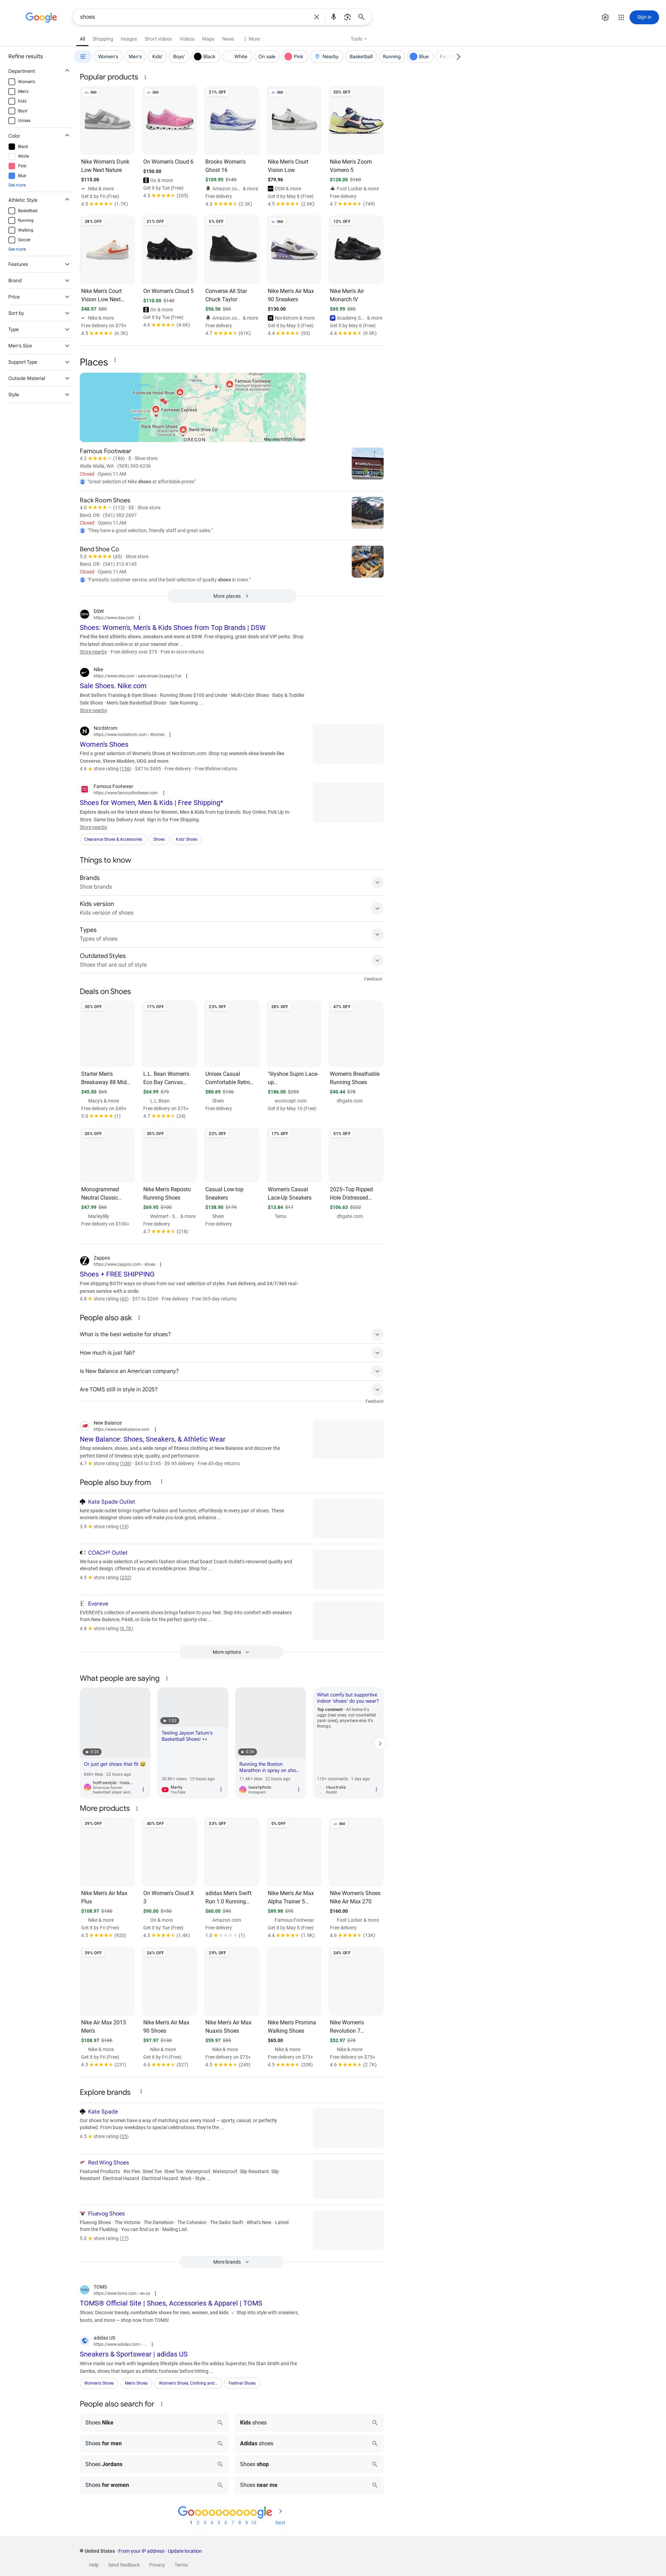 Google
shoes
Sign in
All Shopping Images Short videos Videos Maps News More Tools
Refine results
Women's Men's Kids' Boys' Black White On sale Pink Nearby Basketball Running Blue
Department
Women's
Men's
Kids'
Boys'
Unisex
Color
Black
White
Pink
Blue
See more
Athletic Style
Basketball
Running
Walking
Soccer
See more
Features
Brand
Price
Sort by
Type
Men's Size
Support Type
Outsole Material
Style
Popular products
360
Nike Women's Dunk
Low Next Nature
$115.00
Nike & more
Get it by Fri (Free)
4.5 (1.7K)
360
On Women's Cloud 6
$150.00
On & more
Get it by Tue (Free)
4.5 (205)
21% OFF
Brooks Women's
Ghost 16
$109.95 $140
Amazon.co... & more
Free delivery
4.3 (2.3K)
360
Nike Men's Court
Vision Low
$79.96
DSW & more
Get it by May 8 (Free)
4.5 (2.6K)
20% OFF
Nike Men's Zoom
Vomero 5
$128.00 $160
Foot Locker & more
Free delivery
4.7 (749)
38% OFF
Nike Men's Court
Vision Low Next...
$48.97 $80
Nike & more
Free delivery on $75+
4.5 (6.3K)
21% OFF
On Women's Cloud 5
$110.00 $140
On & more
Get it by Tue (Free)
4.6 (4.6K)
5% OFF
Converse All Star
Chuck Taylor
$56.56 $60
Amazon.co... & more
Free delivery
4.7 (61K)
360
Nike Men's Air Max
90 Sneakers
$130.00
Nordstrom & more
Get it by May 5 (Free)
4.4 (93)
12% OFF
Nike Men's Air
Monarch IV
$69.99 $80
Academy S... & more
Get it by May 6 (Free)
4.4 (9.9K)
Places
Yakima
Famous Footwear
Footwise Hood River
Famous Footwear
Rack Room Shoes
Bend Shoe Co
OREGON
Map data ©2025 Google
Famous Footwear
4.2 (186) · $ · Shoe store
Walla Walla, WA · (509) 593-6236
Closed · Opens 11 AM
"Great selection of Nike shoes at affordable prices"
Rack Room Shoes
4.0 (112) · $$ · Shoe store
Bend, OR · (541) 382-2697
Closed · Opens 11 AM
"They have a good selection, friendly staff and great sales."
Bend Shoe Co
5.0 (45) · Shoe store
Bend, OR · (541) 312-9145
Closed · Opens 11 AM
"Fantastic customer service, and the best selection of quality shoes in town."
More places
DSW
https://www.dsw.com
Shoes: Women's, Men's & Kids Shoes from Top Brands | DSW
Find the best athletic shoes, sneakers and more at DSW. Free shipping, great deals and VIP perks. Shop
the latest shoes online or at your nearest shoe ...
Store nearby · Free delivery over $75 · Free in-store returns
Nike
https://www.nike.com › sale-shoes-3yaepzy7ok
Sale Shoes. Nike.com
Best Sellers Training & Gym Shoes · Running Shoes $100 and Under · Multi-Color Shoes · Baby & Toddler
Sale Shoes · Men's Sale Basketball Shoes · Sale Running ...
Store nearby
Nordstrom
https://www.nordstrom.com › Women
Women's Shoes
Find a great selection of Women's Shoes at Nordstrom.com. Shop top women's shoe brands like
Converse, Steve Madden, UGG and more.
4.6 store rating (156) · $47 to $495 · Free delivery · Free lifetime returns
Famous Footwear
https://www.famousfootwear.com
Shoes for Women, Men & Kids | Free Shipping*
Explore deals on the latest shoes for Women, Men & Kids from top brands. Buy Online, Pick Up In-
Store. Same Day Delivery Avail. Sign In for Free Shipping.
Store nearby
Clearance Shoes & Accessories Shoes Kids' Shoes
Things to know
Brands
Shoe brands
Kids version
Kids version of shoes
Types
Types of shoes
Outdated Styles
Shoes that are out of style
Feedback
Deals on Shoes
30% OFF
Starter Men's
Breakaway 88 Mid...
$45.50 $65
Macy's & more
Free delivery on $49+
5.0 (1)
17% OFF
L.L. Bean Women's
Eco Bay Canvas...
$64.99 $79
L.L.Bean
Free delivery on $75+
4.7 (24)
23% OFF
Unisex Casual
Comfortable Retro...
$80.69 $106
Shein
Free delivery
28% OFF
"lilyshoe Supin Lace-
up...
$186.00 $259
wconcept.com
Get it by May 10 (Free)
47% OFF
Women's Breathable
Running Shoes
$40.44 $78
dhgate.com
20% OFF
Monogrammed
Neutral Classic...
$47.99 $60
Marleylilly
Free delivery on $100+
30% OFF
Nike Men's Reposto
Running Shoes
$69.95 $100
Walmart - S... & more
Free delivery
4.7 (218)
22% OFF
Casual Low-top
Sneakers
$138.90 $179
Shein
Free delivery
17% OFF
Women's Casual
Lace-Up Sneakers
$13.84 $17
Temu
51% OFF
2025–Top Ripped
Hole Distressed...
$106.63 $222
dhgate.com
Zappos
https://www.zappos.com › shoes
Shoes + FREE SHIPPING
Free shipping BOTH ways on shoes from our vast selection of styles. Fast delivery, and 24/7/365 real-
person service with a smile.
4.8 store rating (45) · $57 to $269 · Free delivery · Free 365-day returns
People also ask
What is the best website for shoes?
How much is just fab?
Is New Balance an American company?
Are TOMS still in style in 2025?
Feedback
New Balance
https://www.newbalance.com
New Balance: Shoes, Sneakers, & Athletic Wear
Shop sneakers, shoes, and a wide range of fitness clothing at New Balance and discover the
perfect blend of timeless style, quality, and performance.
4.7 store rating (108) · $65 to $165 · $9.95 delivery · Free 45-day returns
People also buy from
Kate Spade Outlet
kate spade outlet brings together fashion and function, effortlessly in every pair of shoes. These
women's designer shoes sales will make you look good, enhance ...
3.9 store rating (19)
COACH® Outlet
We have a wide selection of women's fashion shoes that boast Coach Outlet's renowned quality and
elevated design, offered to you at incredible prices. Shop for ...
4.5 store rating (232)
Evereve
EVEREVE's collection of women's shoes brings fashion to your feet. Step into comfort with sneakers
from New Balance, P448, or Gola for the perfect sporty-chic ...
4.8 store rating (6.7K)
More options
What people are saying
2:20
Or just get shoes that fit 😂
840+ likes · 22 hour ago
hotfreestyle · Insta...
American former
basketball player and...
1:02
Testing Jayson Tatum's
Basketball Shoes! 👀
39.8K+ views · 15 hours ago
Marky
YouTube
0:39
Running the Boston
Marathon in spray on sho...
11.4K+ likes · 22 hours ago
isaiahphoto
Instagram
What comfy but supportive
indoor 'shoes' do you wear?
Top comment · At home it's
uggs (real ones, not counterfeit
yank ones), anywhere else it's
thongs
110+ comments · 1 day ago
r/australia
Reddit
More products
39% OFF
Nike Men's Air Max
Plus
$108.97 $180
Nike & more
Get it by Fri (Free)
4.5 (920)
40% OFF
On Women's Cloud X
3
$90.00 $150
On & more
Get it by Tue (Free)
4.5 (1.4K)
33% OFF
adidas Men's Swift
Run 1.0 Running...
$60.00 $90
Amazon.com
Free delivery
1.0 (1)
5% OFF
Nike Men's Air Max
Alpha Trainer 5...
$89.98 $95
Famous Footwear
Get it by May 9 (Free)
4.4 (1.9K)
360
Nike Women's Shoes
Nike Air Max 270
$160.00
Foot Locker & more
Free delivery
4.6 (13K)
39% OFF
Nike Air Max 2013
Men's
$108.97 $180
Nike & more
Get it by Fri (Free)
4.5 (231)
24% OFF
Nike Men's Air Max
90 Shoes
$97.97 $130
Nike & more
Get it by Fri (Free)
4.6 (527)
29% OFF
Nike Men's Air Max
Nuaxis Shoes
$59.97 $85
Nike & more
Free delivery on $75+
4.5 (249)
Nike Men's Promina
Walking Shoes
$65.00
Nike & more
Free delivery on $75+
4.5 (208)
24% OFF
Nike Women's
Revolution 7...
$52.97 $70
Nike & more
Free delivery on $75+
4.6 (2.7K)
Explore brands
Kate Spade
Our shoes for women have a way of matching your every mood — sporty, casual, or perfectly
polished. From busy weekdays to special celebrations, they're the ...
4.5 store rating (25)
Red Wing Shoes
Featured Products · Rio Flex. Steel Toe. Steel Toe. Waterproof. Waterproof. Slip Resistant. Slip
Resistant. Electrical Hazard. Electrical Hazard. Work - Style ...
Fluevog Shoes
Fluevog Shoes · The Victoria · The Danielson · The Cohesion · The Sailor Swift · What's New · Latest
from the Flueblog · You can find us in · Mailing List.
5.0 store rating (17)
More brands
TOMS
https://www.toms.com › en-us
TOMS® Official Site | Shoes, Accessories & Apparel | TOMS
Shoes: Discover trendy, comfortable shoes for men, women, and kids. ✓ Step into style with sneakers,
boots, and more — shop now from TOMS!
adidas US
https://www.adidas.com › ...
Sneakers & Sportswear | adidas US
We've made our mark with legendary lifestyle shoes like the adidas Superstar, the Stan Smith and the
Samba, shoes that began as athletic footwear before hitting ...
Women's Shoes Men's Shoes Women's Shoes, Clothing and... Festival Shoes
People also search for
Shoes Nike
Kids shoes
Shoes for men
Adidas shoes
Shoes Jordans
Shoes shop
Shoes for women
Shoes near me
Goooooooooogle
1 2 3 4 5 6 7 8 9 10 Next
United States · From your IP address · Update location
Help Send feedback Privacy Terms